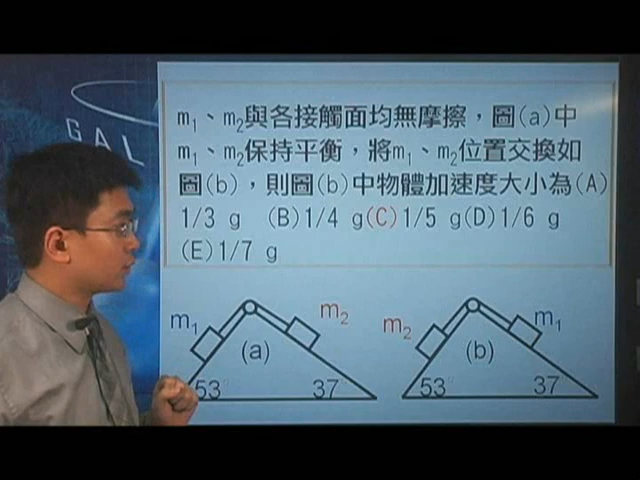 GAL
m₁、m₂與各接觸面均無摩擦，圖(a)中
m₁、m₂保持平衡，將m₁、m₂位置交換如
圖(b)，則圖(b)中物體加速度大小為(A)
1/3 g (B)1/4 g(C)1/5 g(D)1/6 g
(E)1/7 g
m₁ m₂ m₂ m₁
(a) (b)
53° 37° 53° 37°